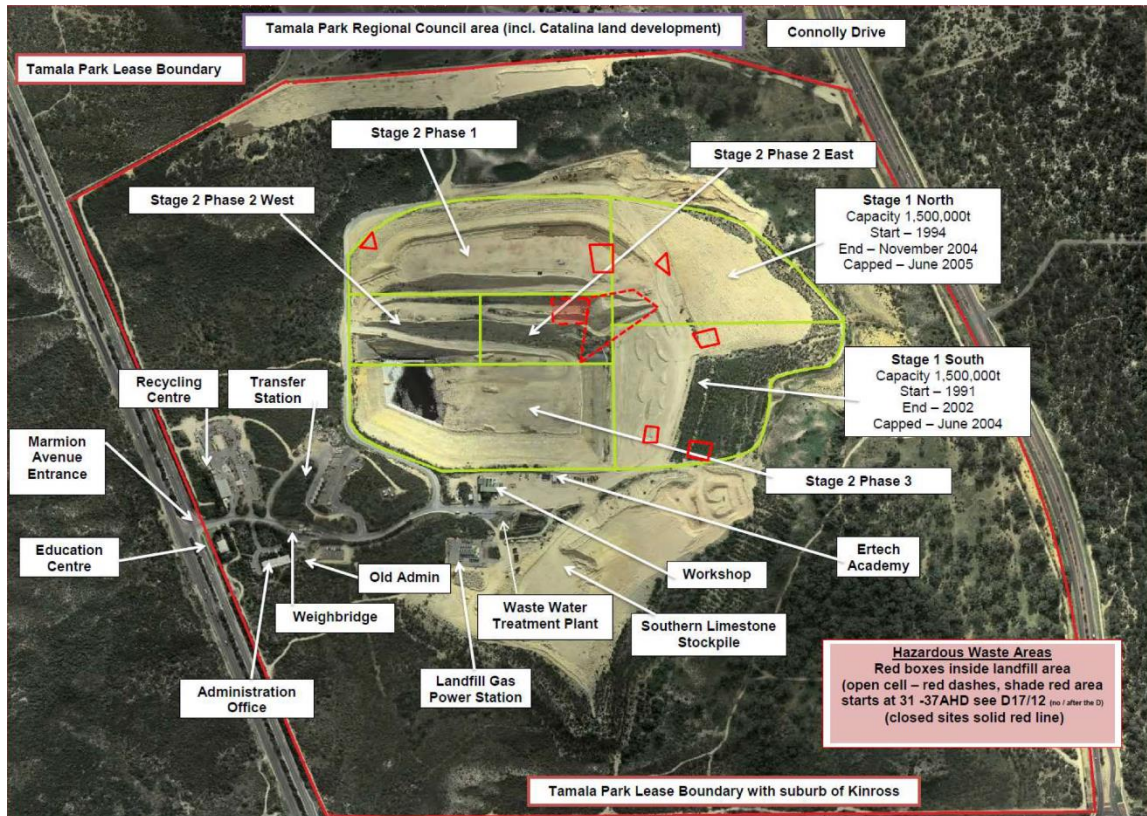 Tamala Park Regional Council area (incl. Catalina land development)
Connolly Drive
Tamala Park Lease Boundary
Stage 2 Phase 1
Stage 2 Phase 2 East
Stage 2 Phase 2 West
Stage 1 North
Capacity 1,500,000t
Start – 1994
End – November 2004
Capped – June 2005
Stage 1 South
Capacity 1,500,000t
Start – 1991
End – 2002
Capped – June 2004
Recycling
Centre
Transfer
Station
Marmion
Avenue
Entrance
Stage 2 Phase 3
Education
Centre
Old Admin
Weighbridge
Workshop
Ertech
Academy
Waste Water
Treatment Plant
Southern Limestone
Stockpile
Administration
Office
Landfill Gas
Power Station
Hazardous Waste Areas
Red boxes inside landfill area
(open cell – red dashes, shade red area
starts at 31 -37AHD see D17/12 (no / after the D)
(closed sites solid red line)
Tamala Park Lease Boundary with suburb of Kinross